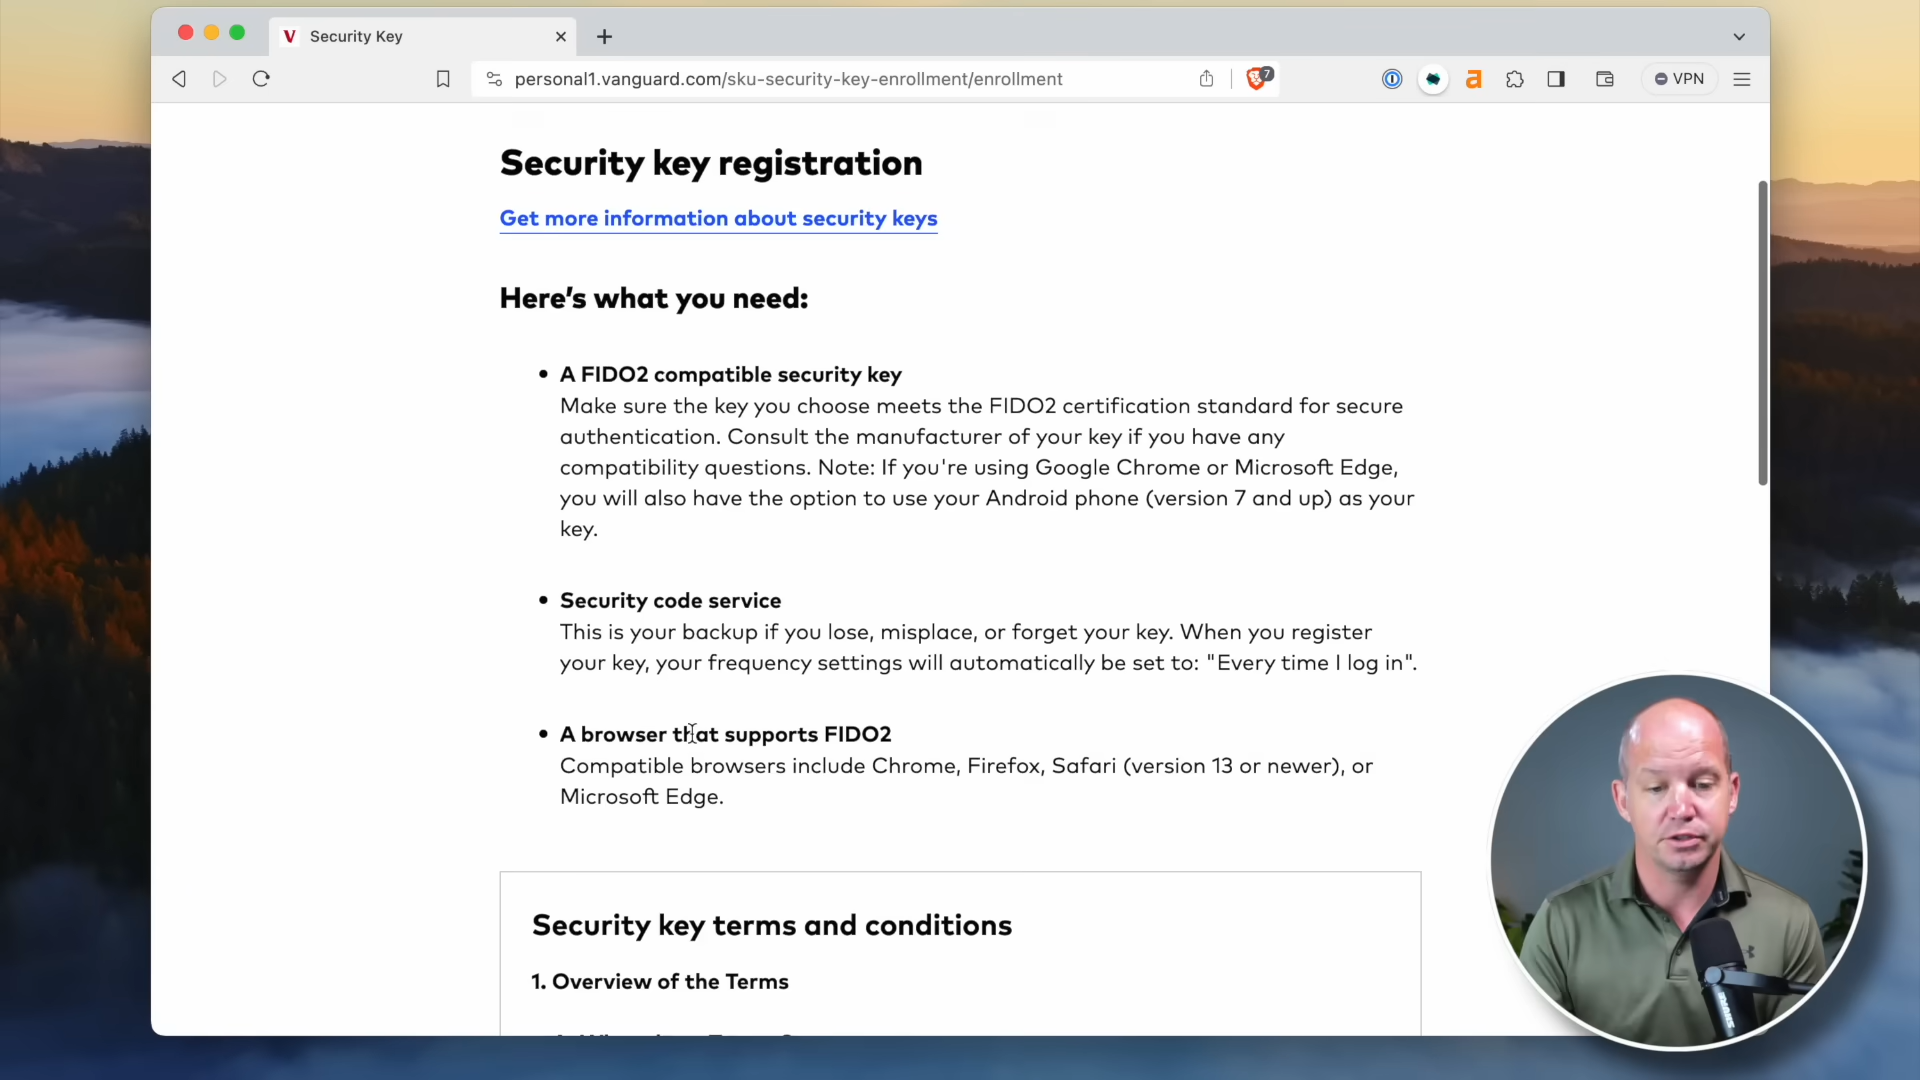 V Security Key
personal1.vanguard.com/sku-security-key-enrollment/enrollment
7
a
VPN
Security key registration
Get more information about security keys
Here's what you need:
• A FIDO2 compatible security key
Make sure the key you choose meets the FIDO2 certification standard for secure
authentication. Consult the manufacturer of your key if you have any
compatibility questions. Note: If you're using Google Chrome or Microsoft Edge,
you will also have the option to use your Android phone (version 7 and up) as your
key.
• Security code service
This is your backup if you lose, misplace, or forget your key. When you register
your key, your frequency settings will automatically be set to: "Every time I log in".
• A browser that supports FIDO2
Compatible browsers include Chrome, Firefox, Safari (version 13 or newer), or
Microsoft Edge.
Security key terms and conditions
1. Overview of the Terms